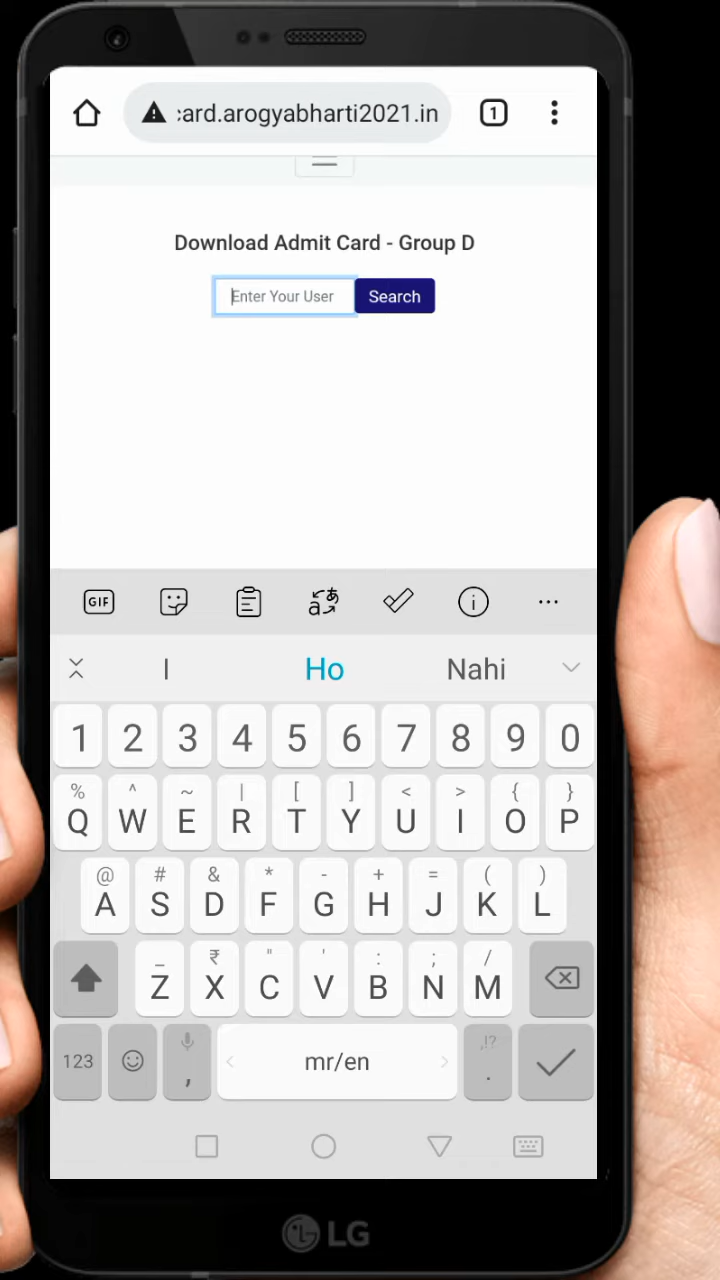 :ard.arogyabharti2021.in 1
Download Admit Card - Group D
Enter Your User Search
GIF
I Ho Nahi
1 2 3 4 5 6 7 8 9 0
% ^ ~ | [ ] < > { }
Q W E R T Y U I O P
@ # & * - + = ( )
A S D F G H J K L
_ ₹ " ' : ; /
Z X C V B N M
,!?
123 , mr/en .
LG